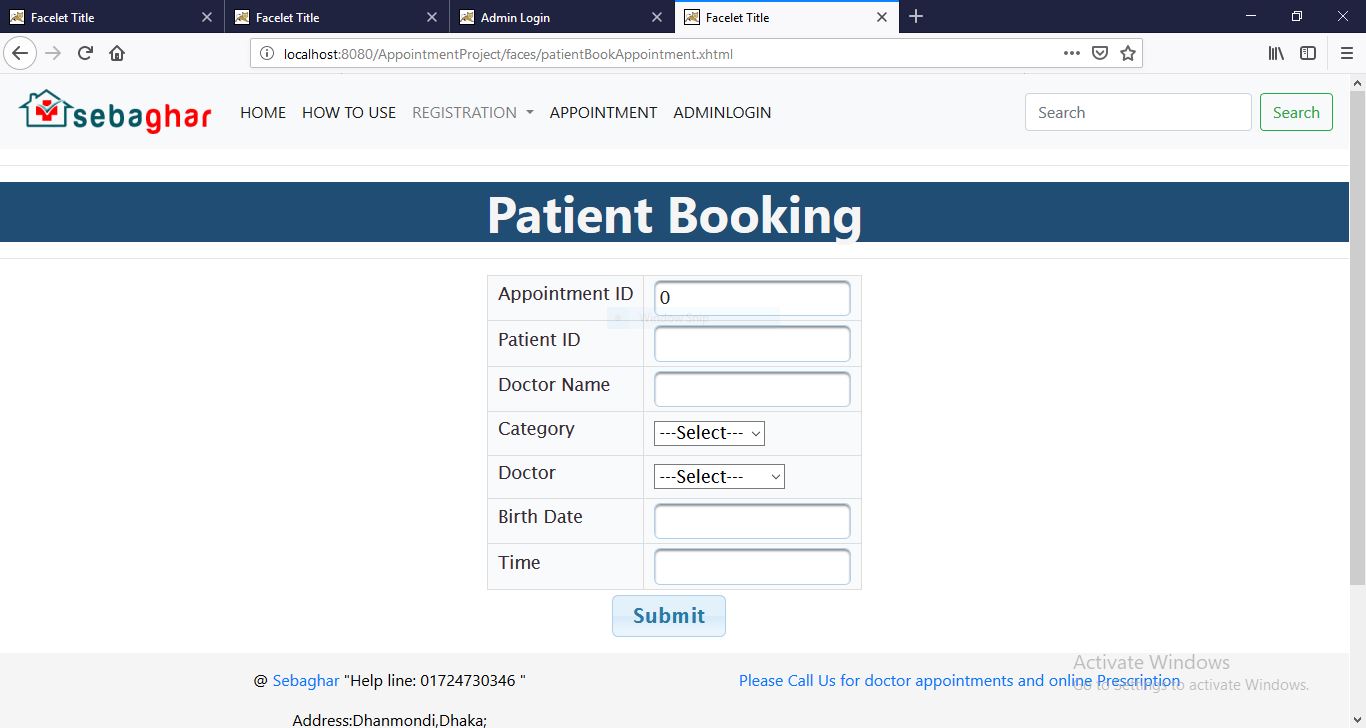 Facelet Title
Facelet Title
Admin Login
Facelet Title
localhost:8080/AppointmentProject/faces/patientBookAppointment.xhtml
sebaghar
HOME HOW TO USE REGISTRATION APPOINTMENT ADMINLOGIN
Search
Search
Patient Booking
Appointment ID 0
Window Snip
Patient ID
Doctor Name
Category ---Select---
Doctor ---Select---
Birth Date
Time
Submit
@ Sebaghar "Help line: 01724730346 "
Please Call Us for doctor appointments and online Prescription
Address:Dhanmondi,Dhaka;
Activate Windows
Go to Settings to activate Windows.